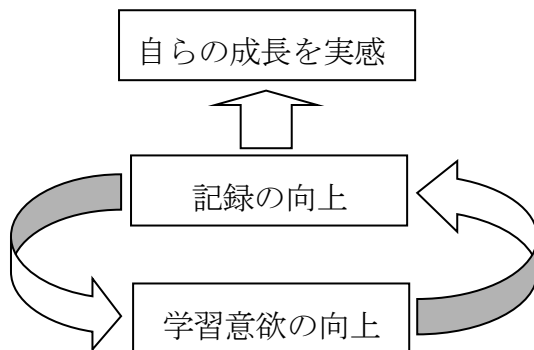 自らの成長を実感
記録の向上
学習意欲の向上